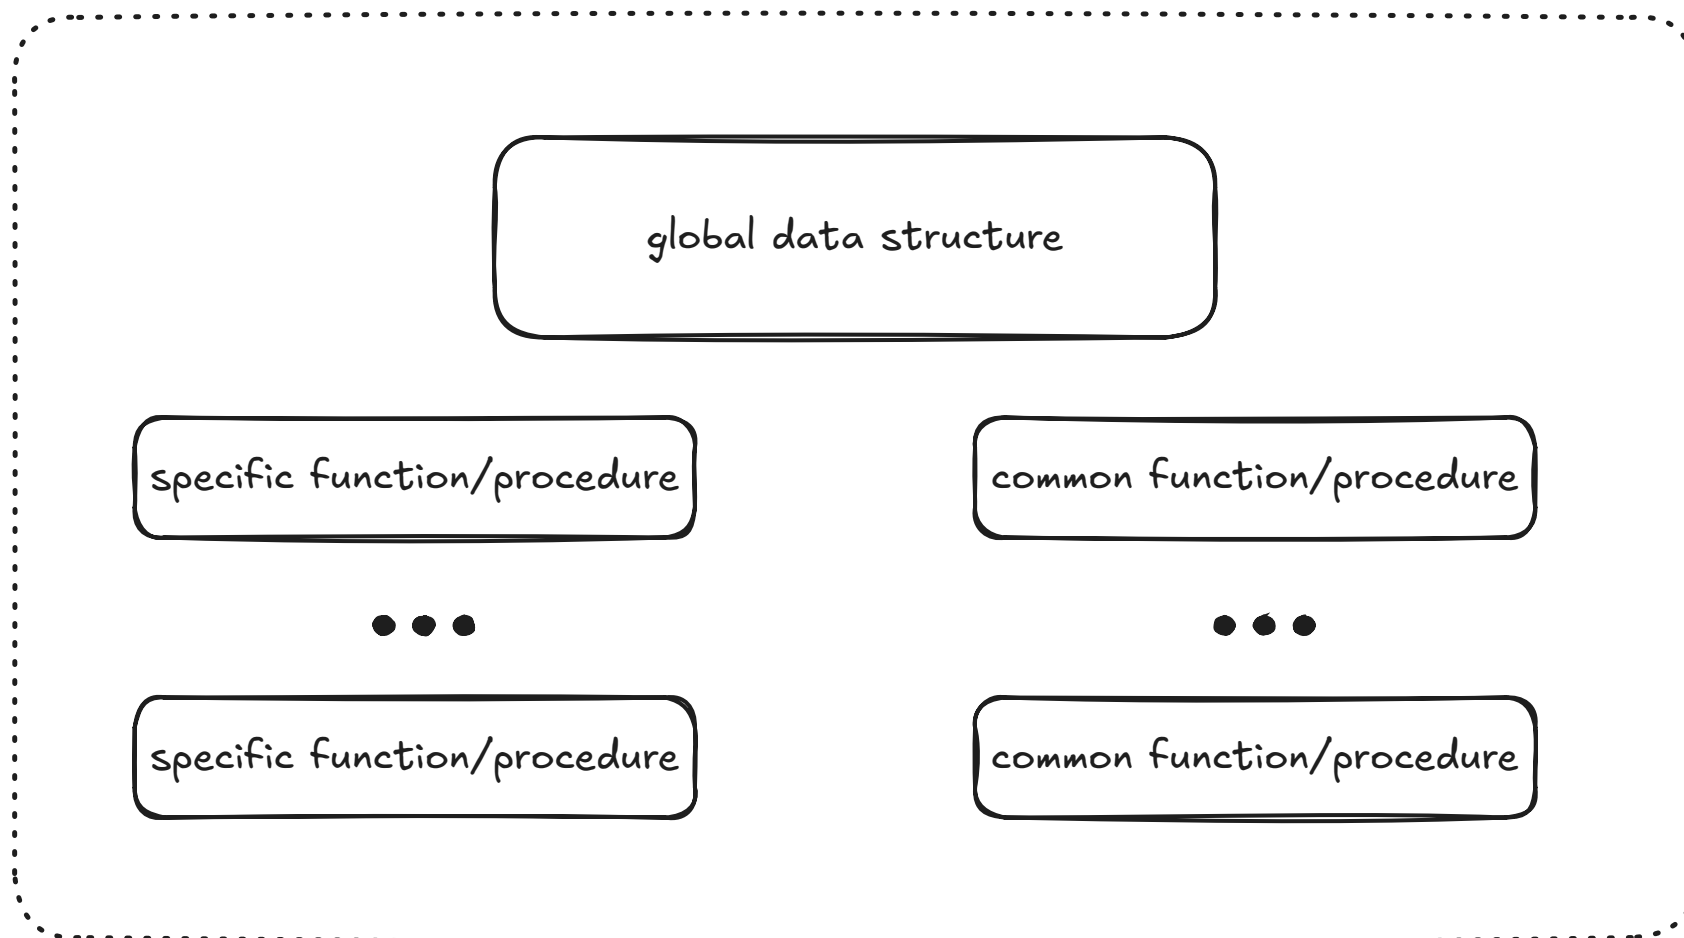 global data structure
specific function/procedure
common function/procedure
specific function/procedure
common function/procedure